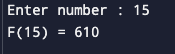 Enter number : 15
F(15) = 610